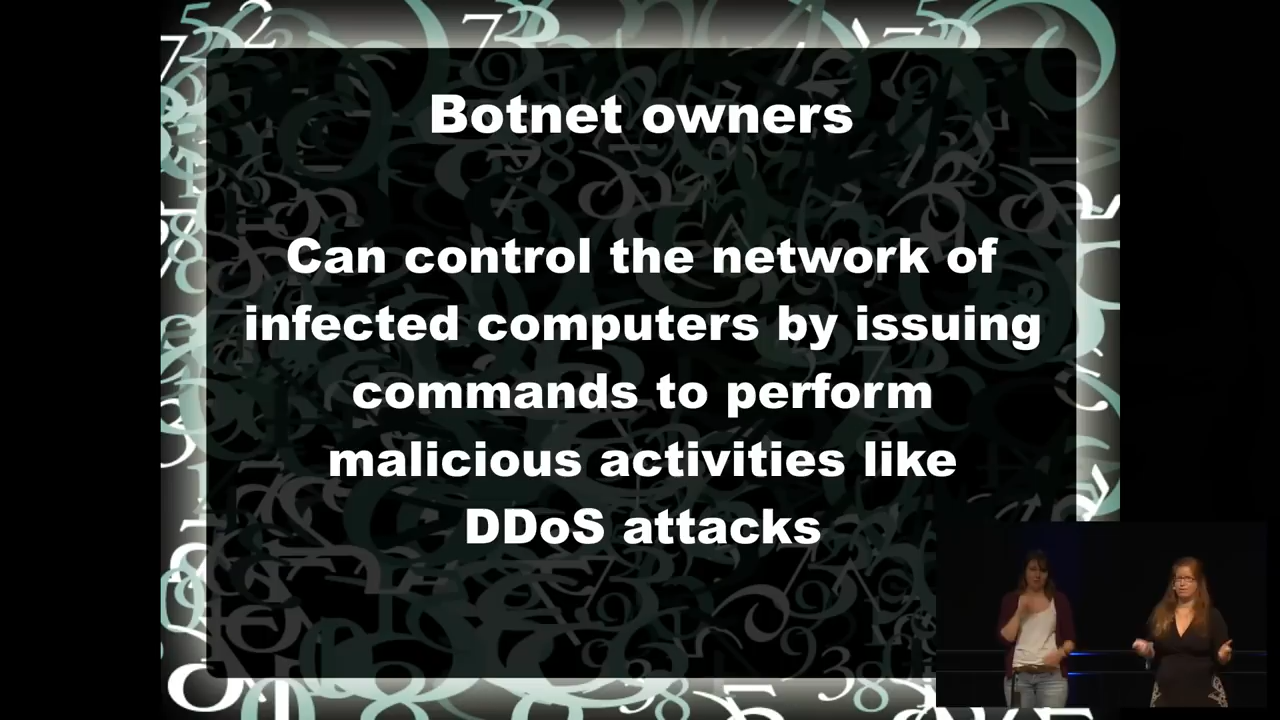 Botnet owners
Can control the network of
infected computers by issuing
commands to perform
malicious activities like
DDoS attacks